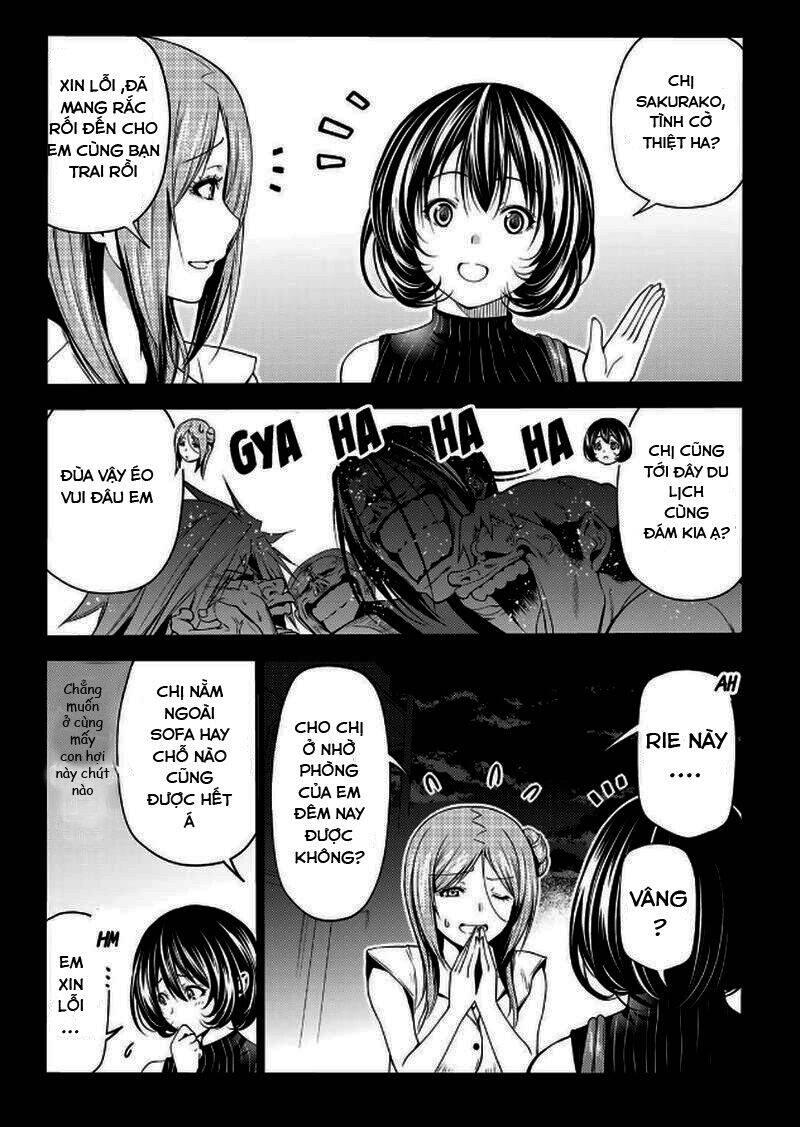 CHỊ
SAKURAKO,
TÌNH CỜ
THIỆT HA?
XIN LỖI ,ĐÃ
MANG RẮC
RỐI ĐẾN CHO
EM CÙNG BẠN
TRAI RỒI
CHỊ CŨNG
TỚI ĐÂY DU
LỊCH
CÙNG
ĐÁM KIA Ạ?
GYA HA HA HA
ĐÙA VẬY ÉO
VUI ĐÂU EM
AH
RIE NÀY
....
VÂNG
?
CHO CHỊ
Ở NHỜ
PHÒNG
CỦA EM
ĐÊM NAY
ĐƯỢC
KHÔNG?
CHỊ NẰM
NGOÀI
SOFA HAY
CHỖ NÀO
CŨNG
ĐƯỢC HẾT
Á
Chẳng
muốn
ở cùng
mấy
con hợi
này chút
nào
HM
EM
XIN
LỖI
...